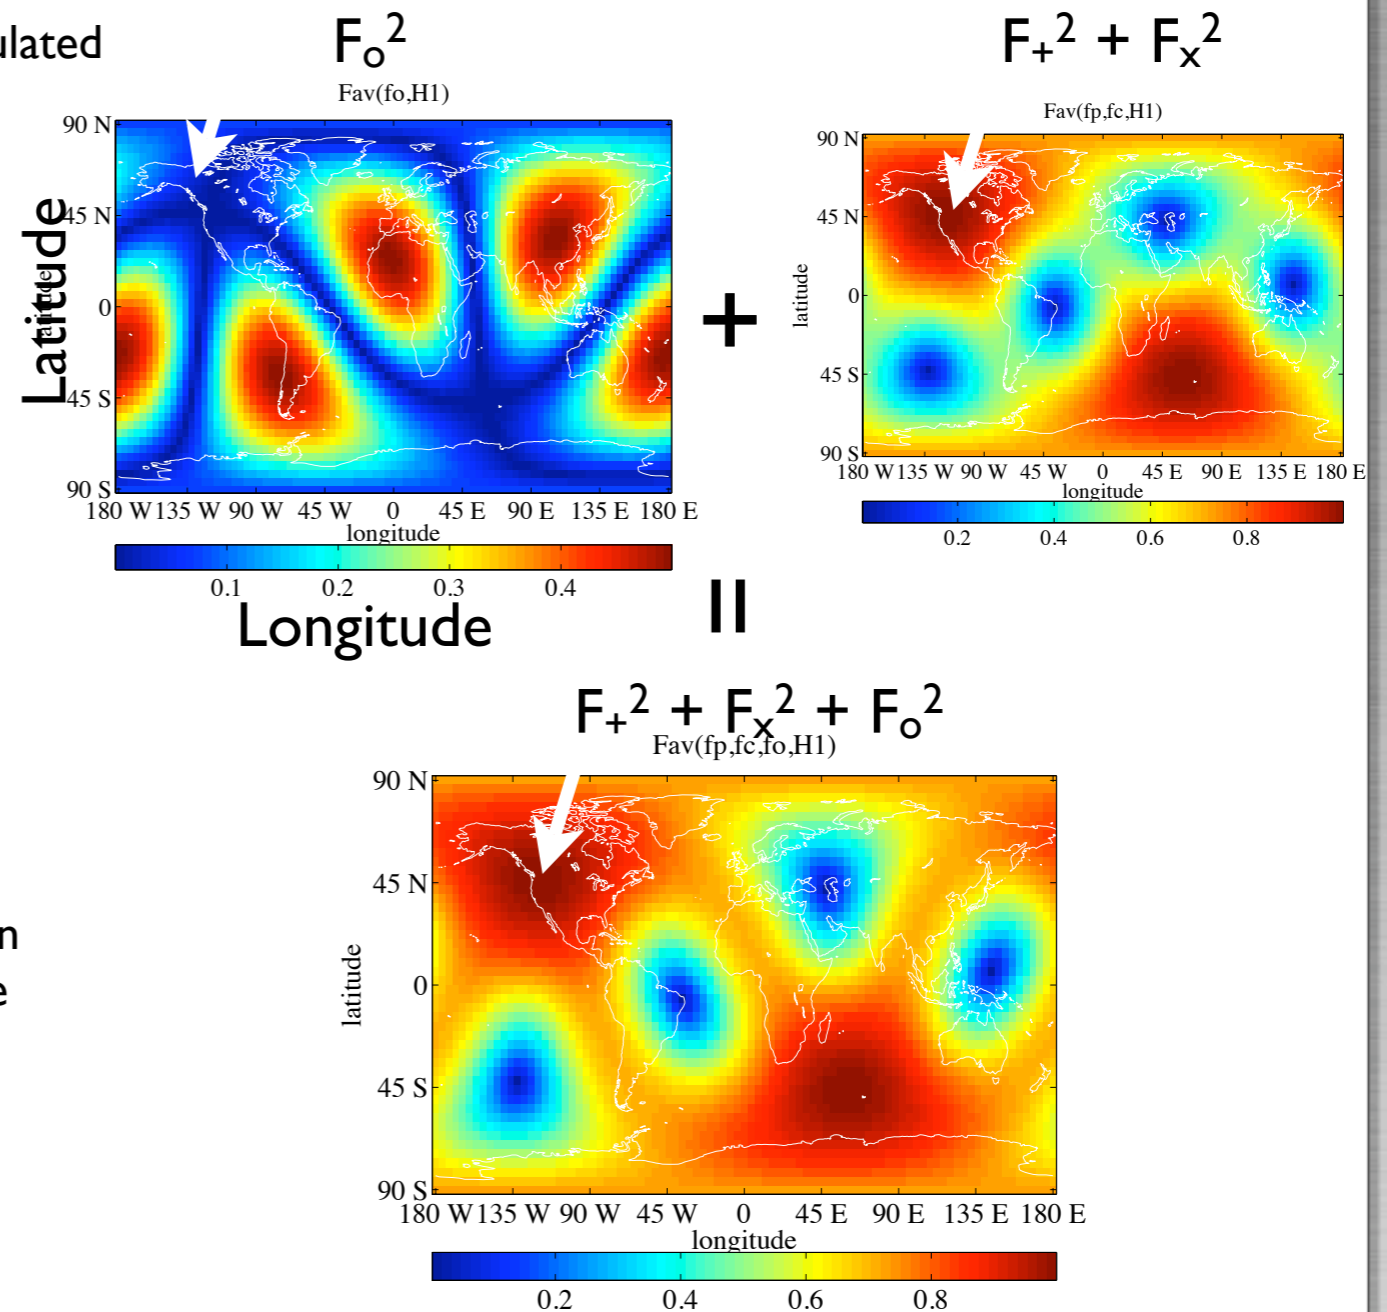 ulated
Fo²
F+² + Fx²
Fav(fo,H1)
Fav(fp,fc,H1)
90 N
45 N
0
45 S
90 S
Latitude
latitude
180 W 135 W 90 W 45 W 0 45 E 90 E 135 E 180 E
longitude
0.1 0.2 0.3 0.4
Longitude
+
90 N
45 N
0
45 S
90 S
latitude
180 W 135 W 90 W 45 W 0 45 E 90 E 135 E 180 E
longitude
0.2 0.4 0.6 0.8
=
F+² + Fx² + Fo²
Fav(fp,fc,fo,H1)
n
e
90 N
45 N
0
45 S
90 S
latitude
180 W 135 W 90 W 45 W 0 45 E 90 E 135 E 180 E
longitude
0.2 0.4 0.6 0.8